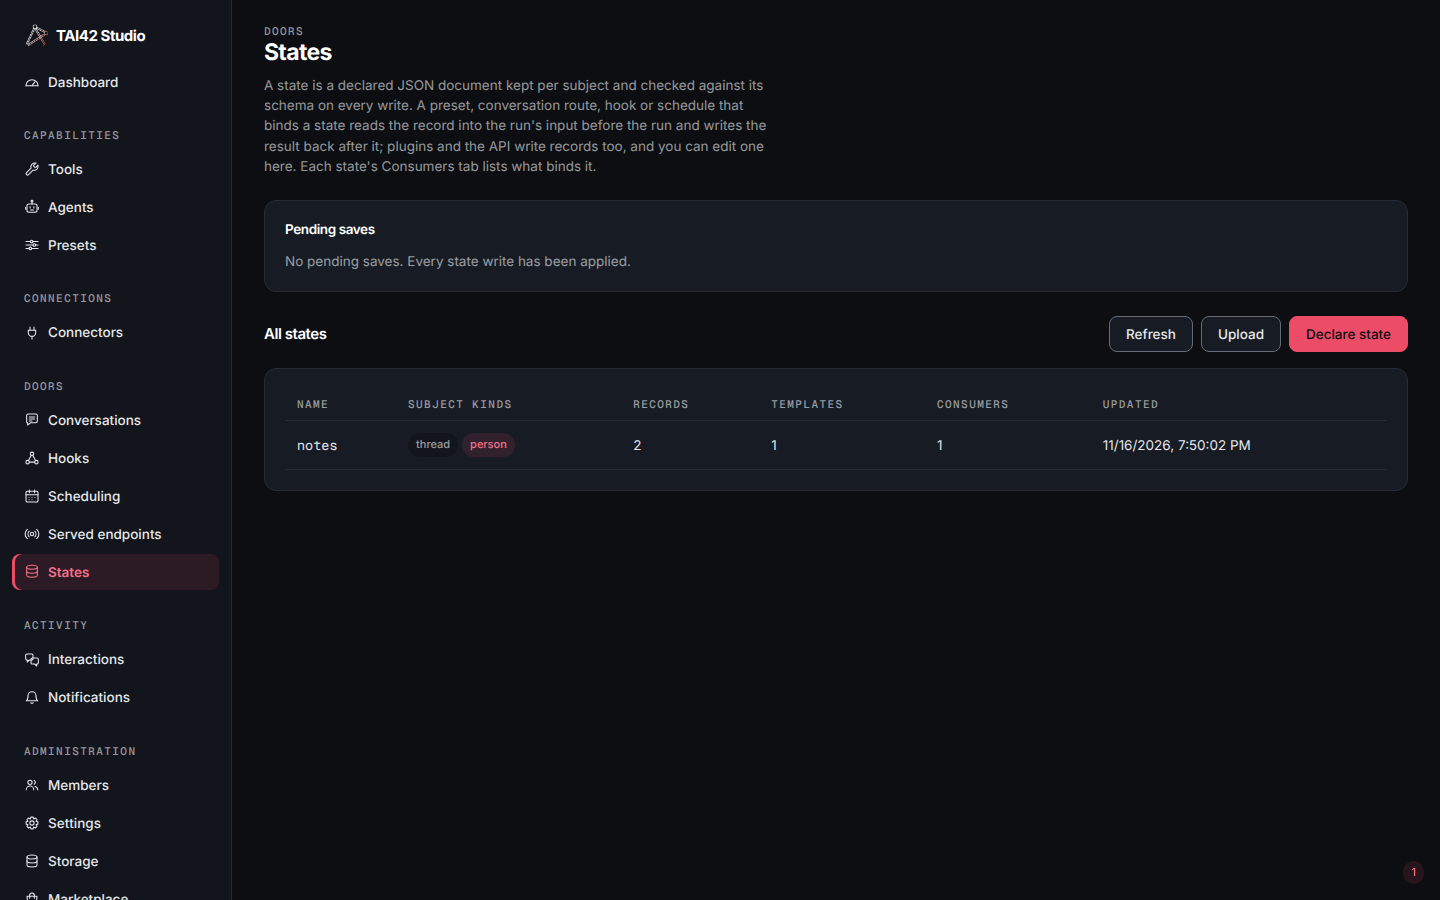 TAI42 Studio
Dashboard
CAPABILITIES
Tools
Agents
Presets
CONNECTIONS
Connectors
DOORS
Conversations
Hooks
Scheduling
Served endpoints
States
ACTIVITY
Interactions
Notifications
ADMINISTRATION
Members
Settings
Storage
Marketplace
DOORS
States
A state is a declared JSON document kept per subject and checked against its
schema on every write. A preset, conversation route, hook or schedule that
binds a state reads the record into the run's input before the run and writes the
result back after it; plugins and the API write records too, and you can edit one
here. Each state's Consumers tab lists what binds it.
Pending saves
No pending saves. Every state write has been applied.
All states
Refresh Upload Declare state
NAME SUBJECT KINDS RECORDS TEMPLATES CONSUMERS UPDATED
notes thread person 2 1 1 11/16/2026, 7:50:02 PM
1